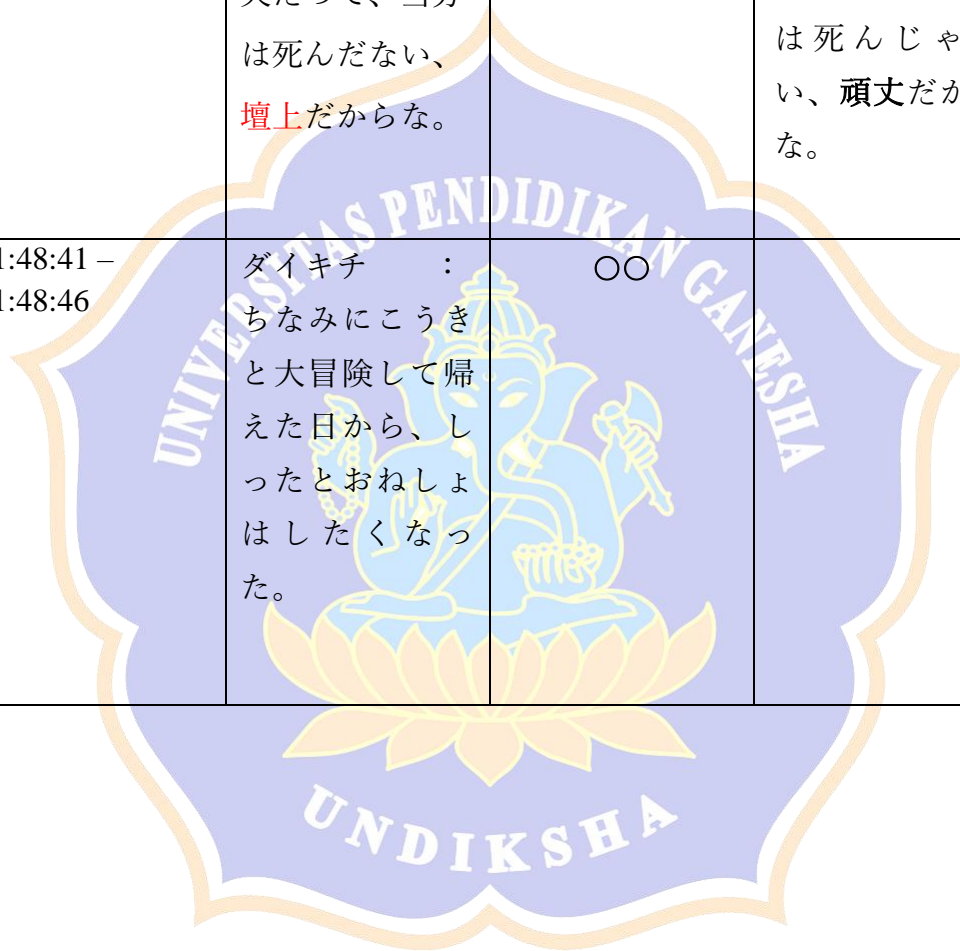 は死んだない、
壇上だからな。
は死んじゃ
い、頑丈だか
な。
1:48:41 –
1:48:46
ダイキチ :
ちなみにこうき
と大冒険して帰
えた日から、し
ったとおねしょ
はしたくなっ
た。
○○
UNIVERSITAS PENDIDIKAN GANESHA
UNDIKSHA